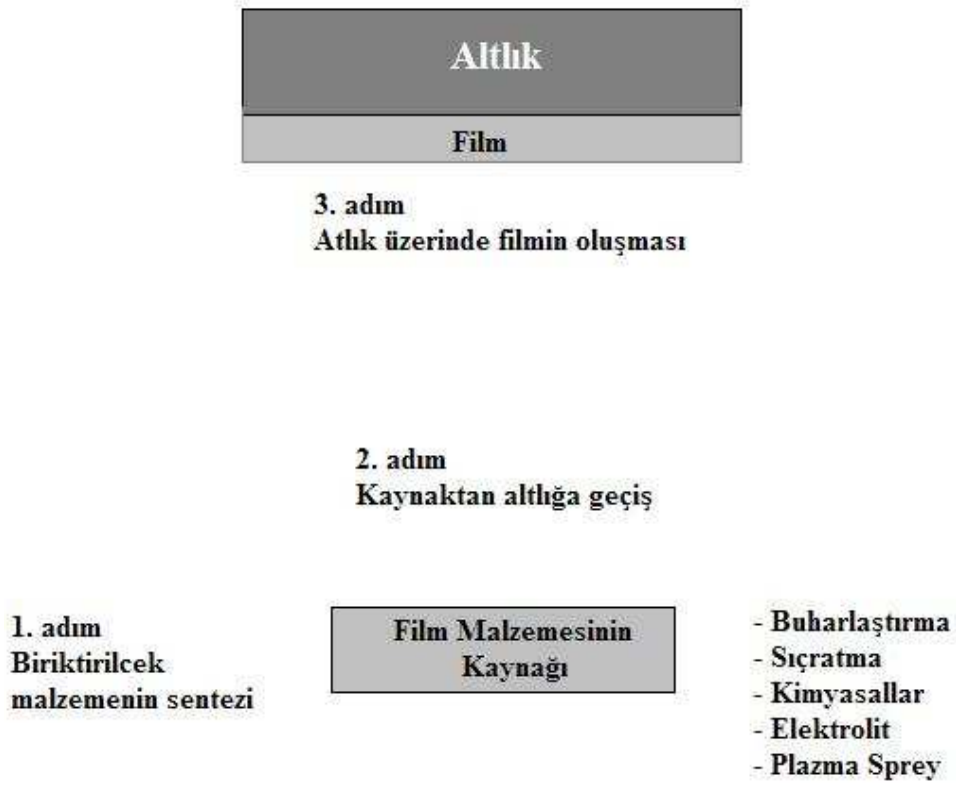 Altlık
Film
3. adım
Atlık üzerinde filmin oluşması
2. adım
Kaynaktan altlığa geçiş
1. adım
Biriktirilcek
malzemenin sentezi
Film Malzemesinin
Kaynağı
- Buharlaştırma
- Sıçratma
- Kimyasallar
- Elektrolit
- Plazma Sprey